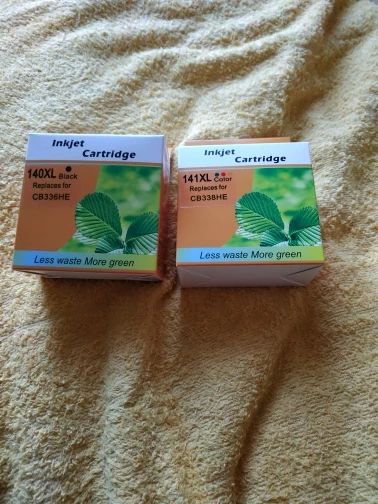 Inkjet
Cartridge
140XL Black
Replaces for
CB336HE
Less waste More green
Inkjet
Cartridge
141XL Color
Replaces for
CB338HE
Less waste More green